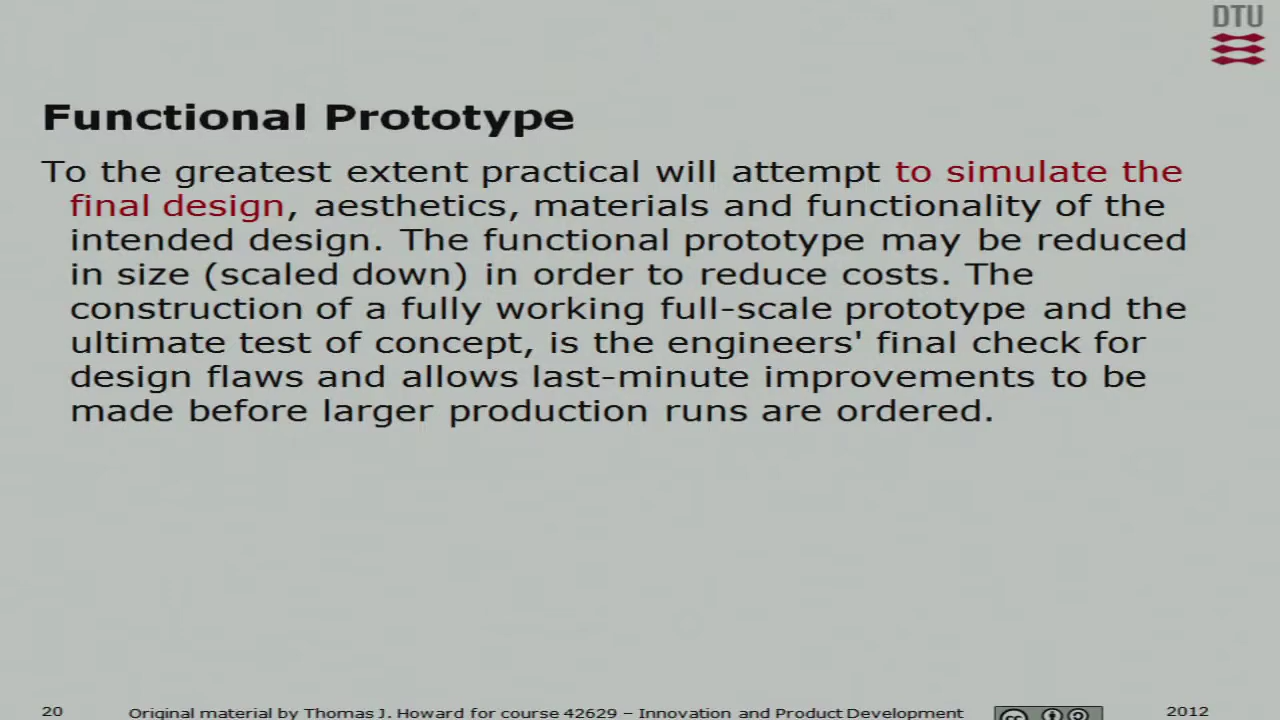 DTU
Functional Prototype
To the greatest extent practical will attempt to simulate the
final design, aesthetics, materials and functionality of the
intended design. The functional prototype may be reduced
in size (scaled down) in order to reduce costs. The
construction of a fully working full-scale prototype and the
ultimate test of concept, is the engineers' final check for
design flaws and allows last-minute improvements to be
made before larger production runs are ordered.
20 Original material by Thomas J. Howard for course 42629 – Innovation and Product Development cc 2012